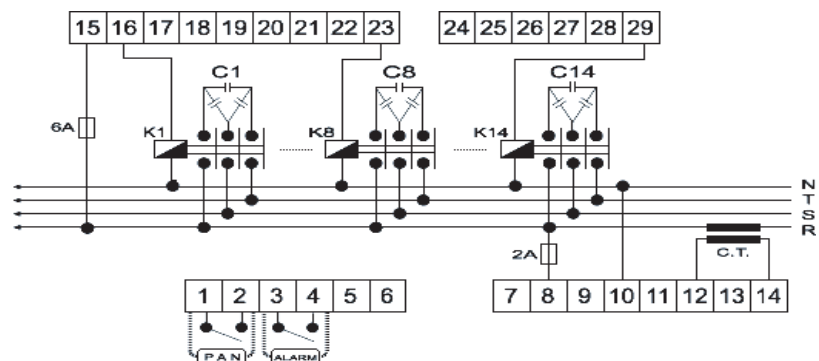 15 16 17 18 19 20 21 22 23
24 25 26 27 28 29
C1 C8 C14
6A K1 K8 K14
N
T
S
R
2A C.T.
1 2 3 4 5 6
7 8 9 10 11 12 13 14
PAN ALARM